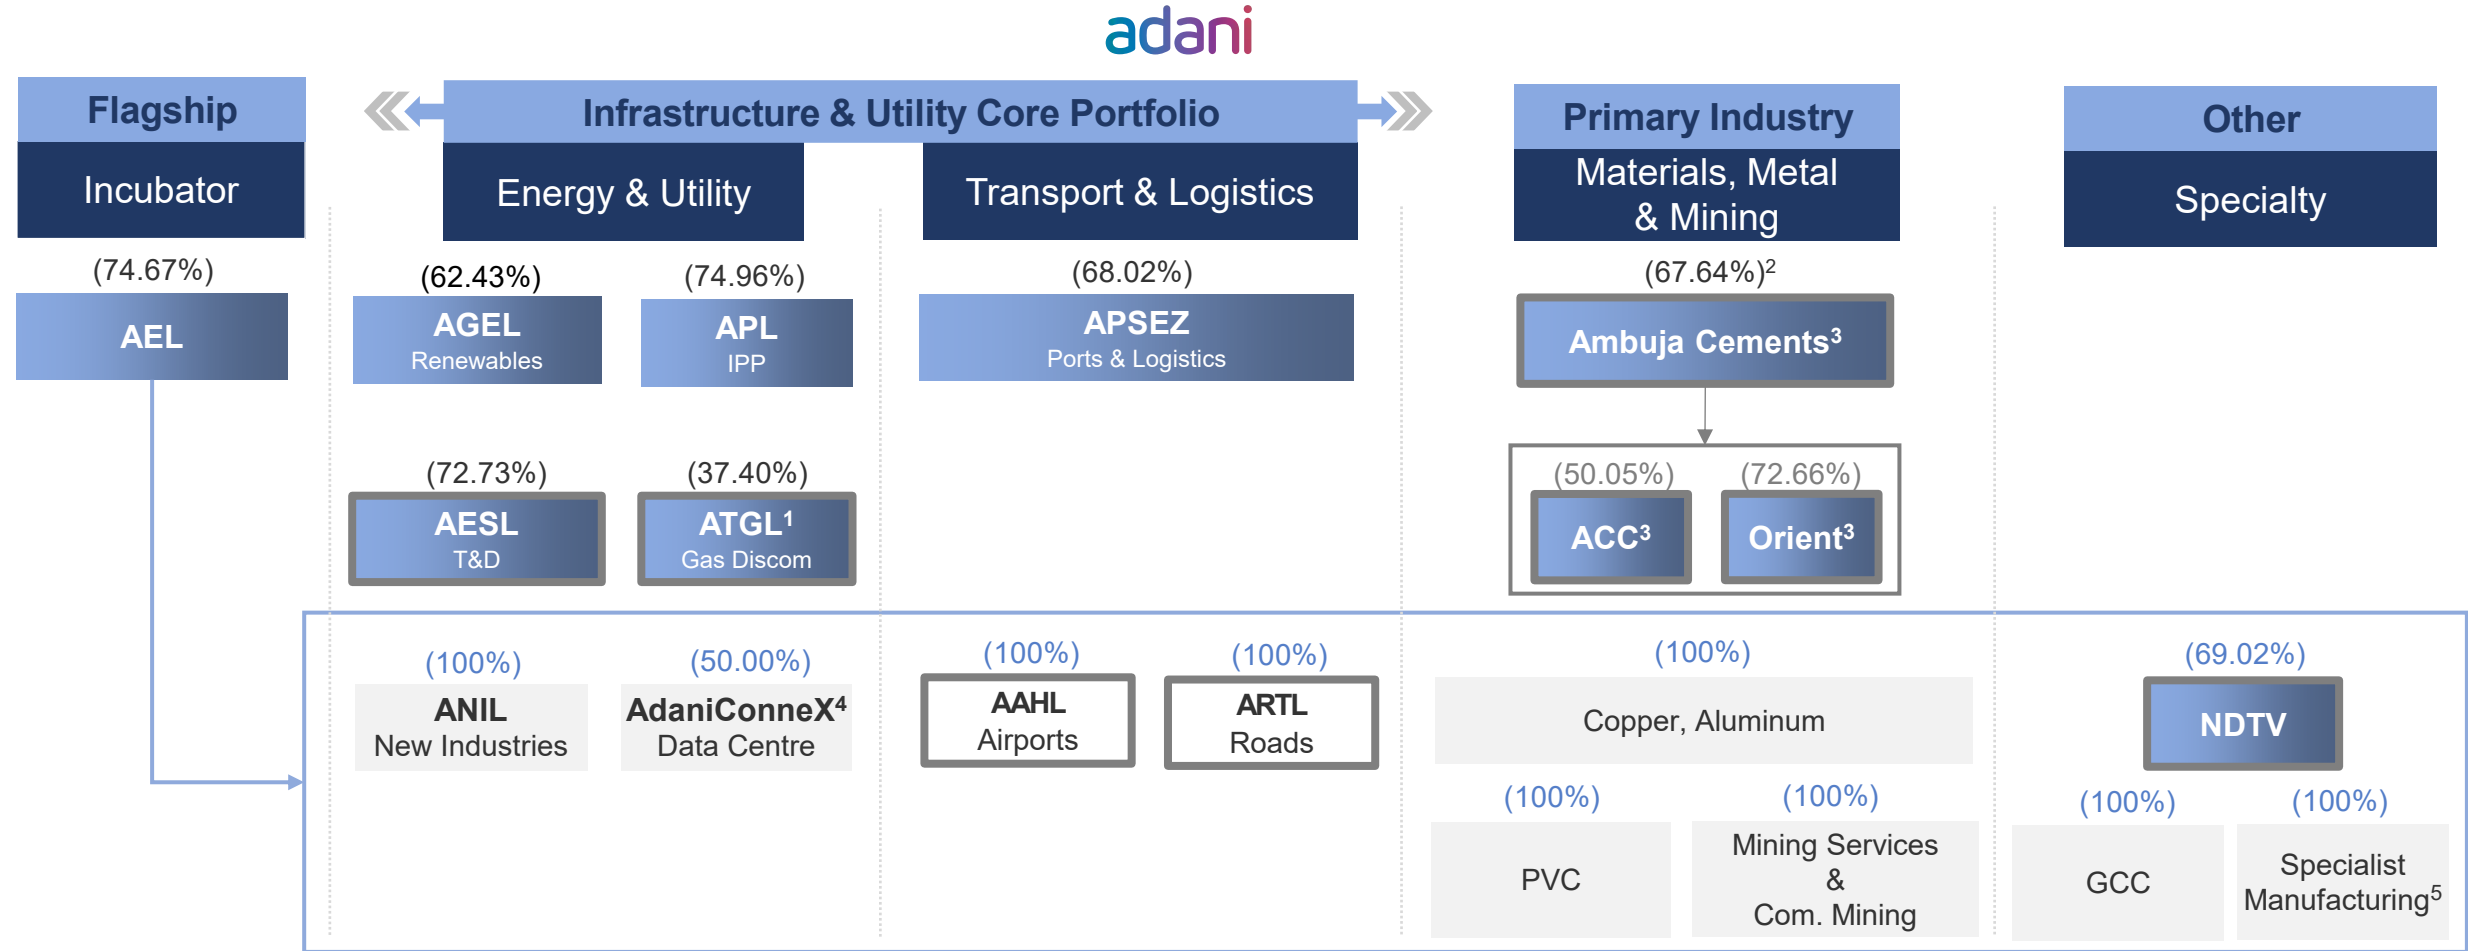 adani
Flagship
Infrastructure & Utility Core Portfolio
Primary Industry
Other
Incubator
Energy & Utility
Transport & Logistics
Materials, Metal
& Mining
Specialty
(74.67%)
AEL
(62.43%)
AGEL
Renewables
(74.96%)
APL
IPP
(68.02%)
APSEZ
Ports & Logistics
(67.64%)²
Ambuja Cements³
(72.73%)
AESL
T&D
(37.40%)
ATGL¹
Gas Discom
(50.05%)
ACC³
(72.66%)
Orient³
(100%)
ANIL
New Industries
(50.00%)
AdaniConneX⁴
Data Centre
(100%)
AAHL
Airports
(100%)
ARTL
Roads
(100%)
Copper, Aluminum
(100%)
PVC
(100%)
Mining Services
&
Com. Mining
(69.02%)
NDTV
(100%)
GCC
(100%)
Specialist
Manufacturing⁵